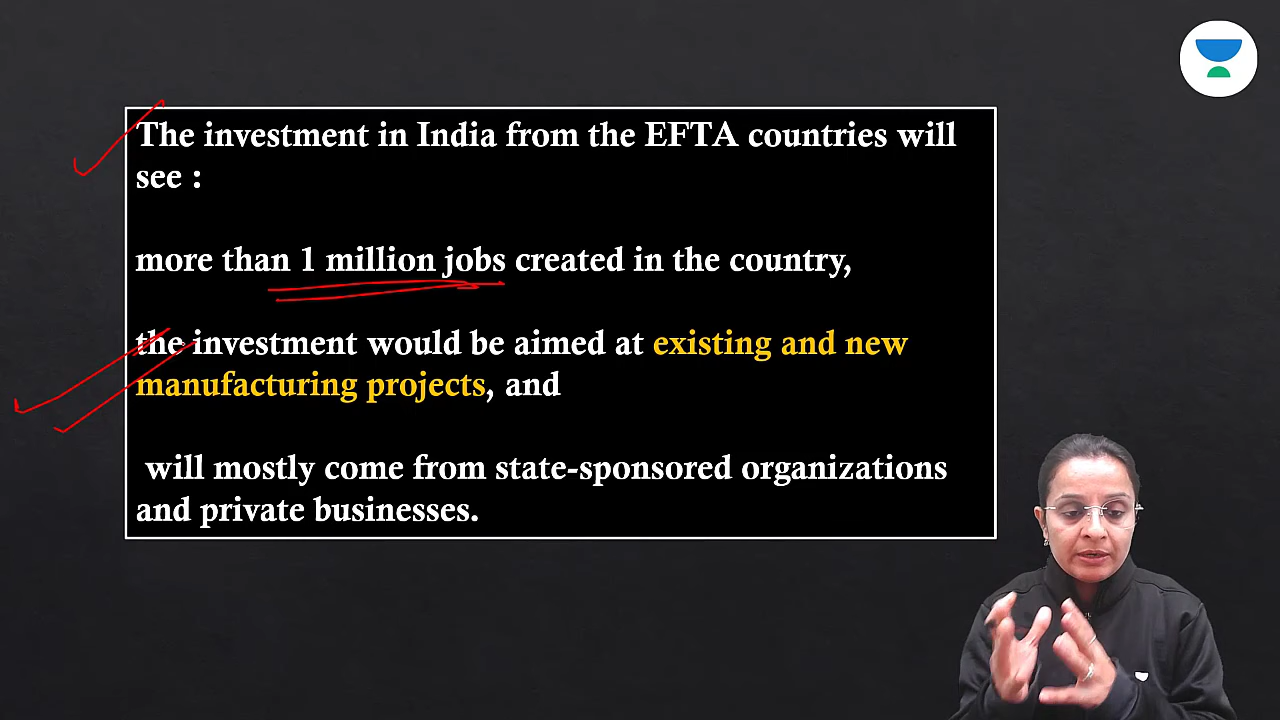 The investment in India from the EFTA countries will
see :
more than 1 million jobs created in the country,
the investment would be aimed at existing and new
manufacturing projects, and
will mostly come from state-sponsored organizations
and private businesses.